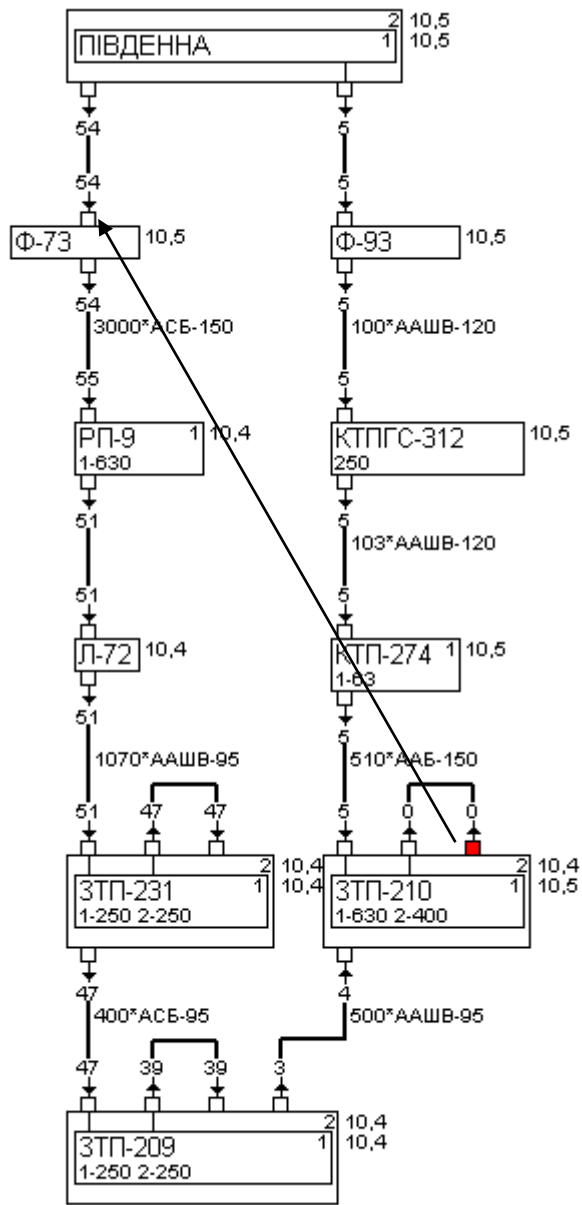 2 10,5
ПІВДЕННА 1 10,5
54 5
54 5
Ф-73 10,5 Ф-93 10,5
54 5
3000*АСБ-150 100*ААШВ-120
55 5
РП-9 1 10,4 КТПГС-312 10,5
1-630 250
51 5
103*ААШВ-120
51 5
Л-72 10,4 КТП-274 1 10,5
1-63
51 5
1070*ААШВ-95 510*ААБ-150
51 47 47 5 0 0
2 10,4 2 10,4
ЗТП-231 1 10,4 ЗТП-210 1 10,5
1-250 2-250 1-630 2-400
47 4
400*АСБ-95 500*ААШВ-95
47 39 39 3
2 10,4
ЗТП-209 1 10,4
1-250 2-250